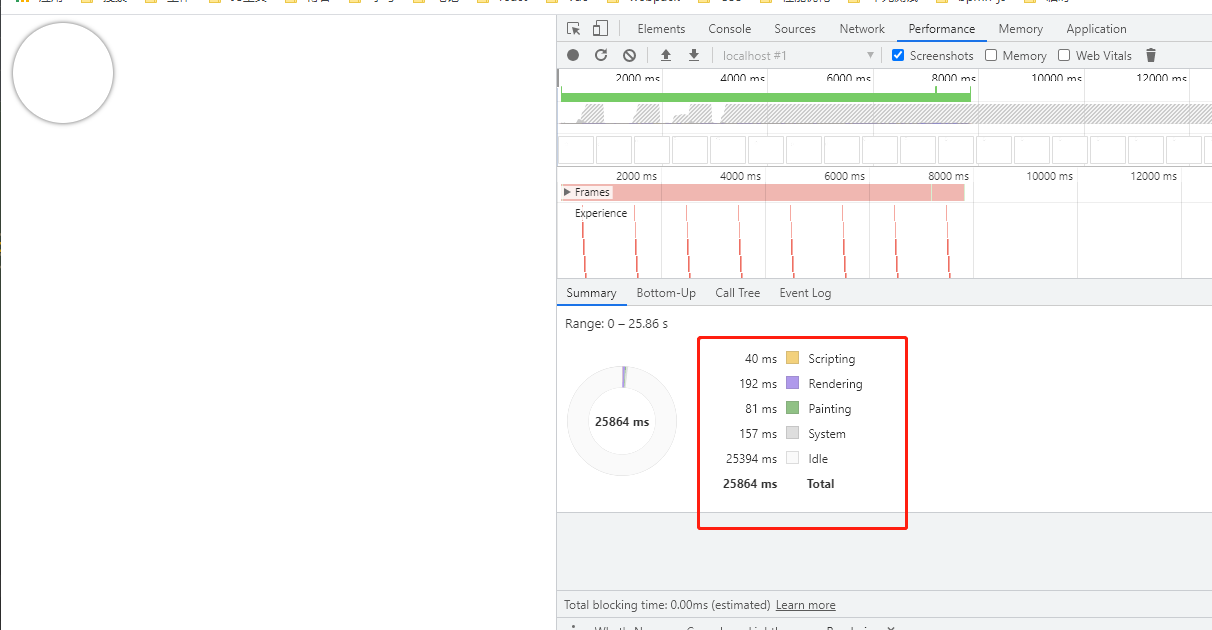 Elements Console Sources Network Performance Memory Application
localhost #1 Screenshots Memory Web Vitals
2000 ms 4000 ms 6000 ms 8000 ms 10000 ms 12000 ms
2000 ms 4000 ms 6000 ms 8000 ms 10000 ms 12000 ms
Frames
Experience
Summary Bottom-Up Call Tree Event Log
Range: 0 – 25.86 s
25864 ms
40 ms Scripting
192 ms Rendering
81 ms Painting
157 ms System
25394 ms Idle
25864 ms Total
Total blocking time: 0.00ms (estimated) Learn more